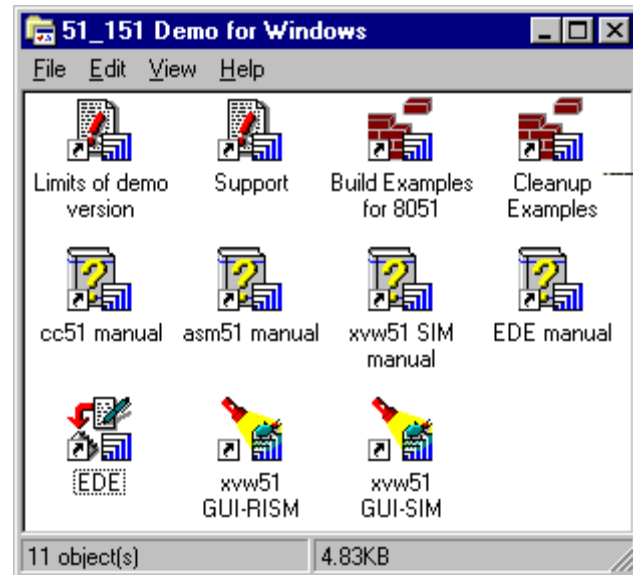 51_151 Demo for Windows
File Edit View Help
Limits of demo version
Support
Build Examples for 8051
Cleanup Examples
cc51 manual
asm51 manual
xvw51 SIM manual
EDE manual
EDE
xvw51 GUI-RISM
xvw51 GUI-SIM
11 object(s)
4.83KB